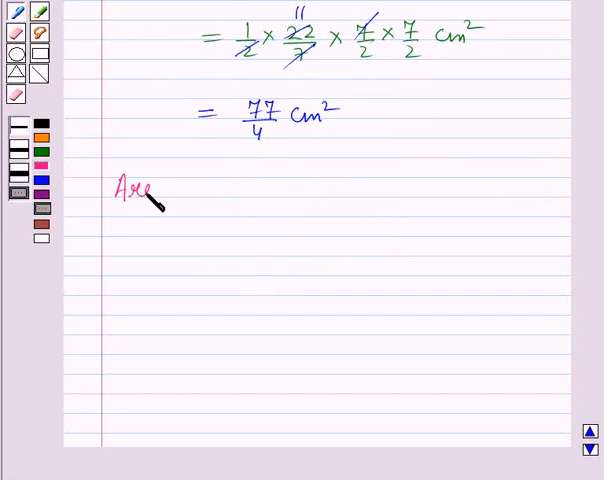 = 1/2 × 22/7 × 7/2 × 7/2 cm²
11
= 77/4 cm²
Are